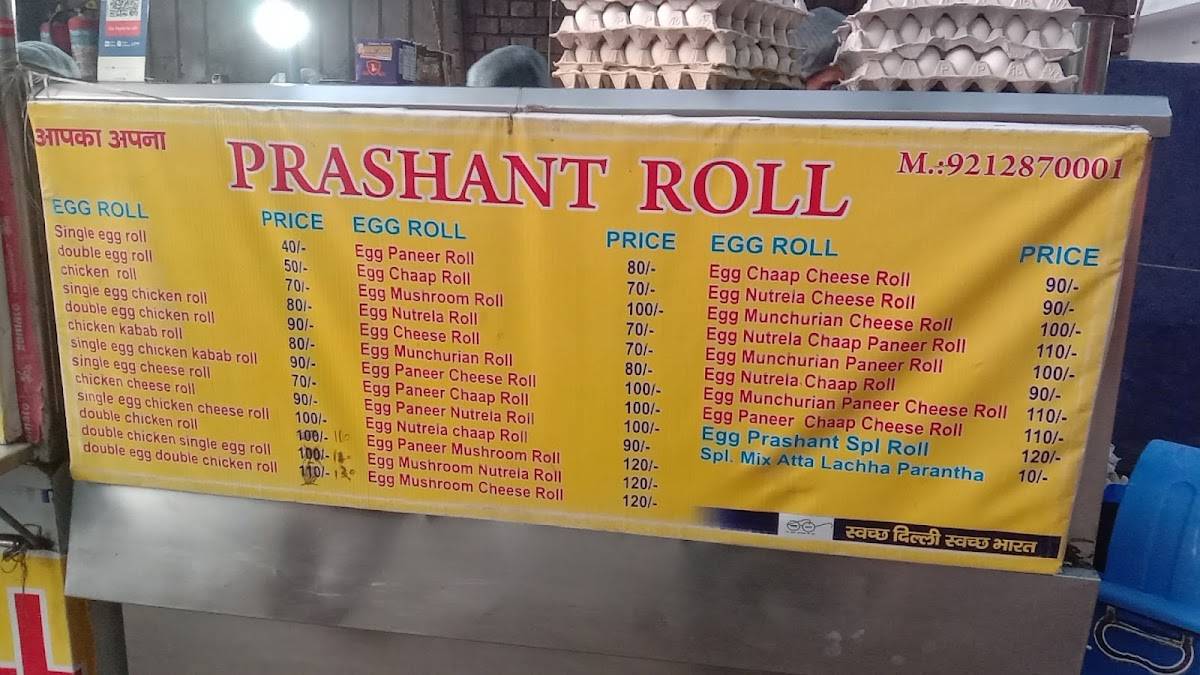 आपका अपना
PRASHANT ROLL
M.:9212870001
EGG ROLL PRICE
Single egg roll 40/-
double egg roll 50/-
chicken roll 70/-
single egg chicken roll 80/-
double egg chicken roll 90/-
chicken kabab roll 80/-
single egg chicken kabab roll 90/-
single egg cheese roll 70/-
chicken cheese roll 90/-
single egg chicken cheese roll 100/-
double chicken roll 100/- 110
double chicken single egg roll 100/-
double egg double chicken roll 110/- 130
EGG ROLL PRICE
Egg Paneer Roll 80/-
Egg Chaap Roll 70/-
Egg Mushroom Roll 100/-
Egg Nutrela Roll 70/-
Egg Cheese Roll 70/-
Egg Munchurian Roll 80/-
Egg Paneer Cheese Roll 100/-
Egg Paneer Chaap Roll 100/-
Egg Paneer Nutrela Roll 100/-
Egg Nutrela chaap Roll 90/-
Egg Paneer Mushroom Roll 120/-
Egg Mushroom Nutrela Roll 120/-
Egg Mushroom Cheese Roll 120/-
EGG ROLL PRICE
Egg Chaap Cheese Roll 90/-
Egg Nutrela Cheese Roll 90/-
Egg Munchurian Cheese Roll 100/-
Egg Nutrela Chaap Paneer Roll 110/-
Egg Munchurian Paneer Roll 100/-
Egg Nutrela Chaap Roll 90/-
Egg Munchurian Paneer Cheese Roll 110/-
Egg Paneer Chaap Cheese Roll 110/-
Egg Prashant Spl Roll 120/-
Spl. Mix Atta Lachha Parantha 10/-
स्वच्छ दिल्ली स्वच्छ भारत
zomato